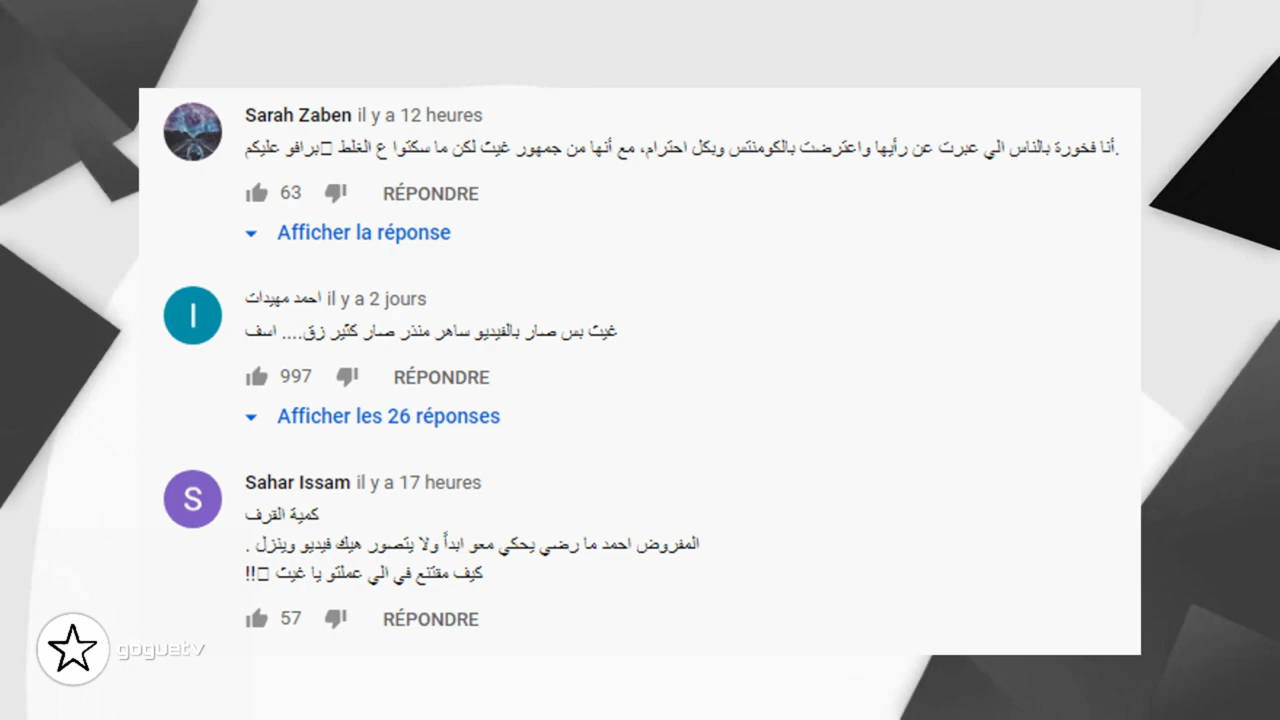 Sarah Zaben il y a 12 heures
أنا فخورة بالناس الي عبرت عن رأيها واعترضت بالكومنتس وبكل احترام، مع أنها من جمهور غيث لكن ما سكتوا ع الغلط □برافو عليكم.
63 RÉPONDRE
Afficher la réponse
I
احمد مهيدات il y a 2 jours
غيث بس صار بالفيديو ساهر منذر صار كثير زق.... اسف
997 RÉPONDRE
Afficher les 26 réponses
S
Sahar Issam il y a 17 heures
كمية القرف
المفروض احمد ما رضي يحكي معو ابداً ولا يتصور هيك فيديو وينزل .
كيف مقتنع في الي عملتو يا غيث □!!
57 RÉPONDRE
goguetv